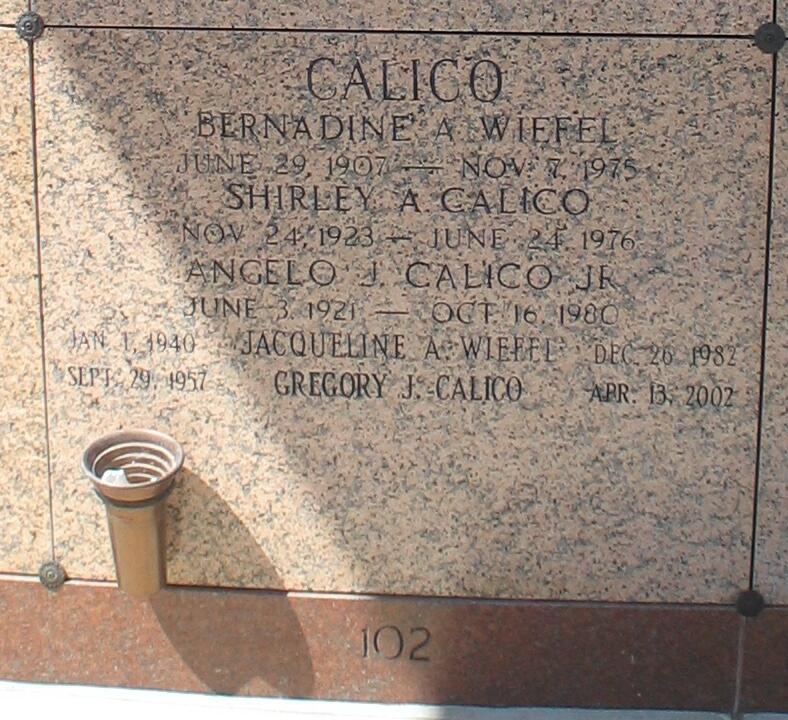 CALICO
BERNADINE A WIEFEL
JUNE 29, 1907 — NOV 7, 1975
SHIRLEY A CALICO
NOV 24, 1923 — JUNE 24 1976
ANGELO J. CALICO JR
JUNE 3, 1921 — OCT 16, 1980
JAN 1, 1940 JACQUELINE A. WIEFEL DEC. 26 1982
SEPT. 29, 1957 GREGORY J. CALICO APR. 13, 2002
102